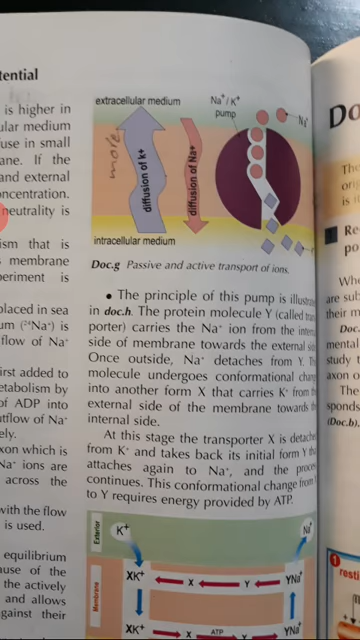 tential
is higher in
ular medium
use in small
ane. If the
and external
oncentration.
neutrality is
ism that is
membrane
periment is
placed in sea
um (²⁴Na⁺) is
flow of Na⁺
irst added to
etabolism by
of ADP into
utflow of Na⁺
ely.
xon which is
Na⁺ ions are
across the
with the flow
is used.
equilibrium
ause of the
the actively
and allows
gainst their
extracellular medium
Na⁺/K⁺
pump
Na⁺
more
diffusion of k+
diffusion of Na+
intracellular medium
Doc.g Passive and active transport of ions.
• The principle of this pump is illustra
in doc.h. The protein molecule Y (called tran
porter) carries the Na⁺ ion from the intern
side of membrane towards the external sid
Once outside, Na⁺ detaches from Y. Th
molecule undergoes conformational chang
into another form X that carries K⁺ from th
external side of the membrane towards th
internal side.
At this stage the transporter X is detache
from K⁺ and takes back its initial form Y th
attaches again to Na⁺, and the proce
continues. This conformational change from
to Y requires energy provided by ATP.
Exterior
K⁺
Na⁺
Membrane
XK⁺
X
Y
YNa⁺
XK⁺
X
ATP
Y
YNa⁺
Do
The
ori
is i
Re
po
Whe
are sub
their m
Doc.
mental
study t
axon o
The
sponds
(Doc.b).
1
resti